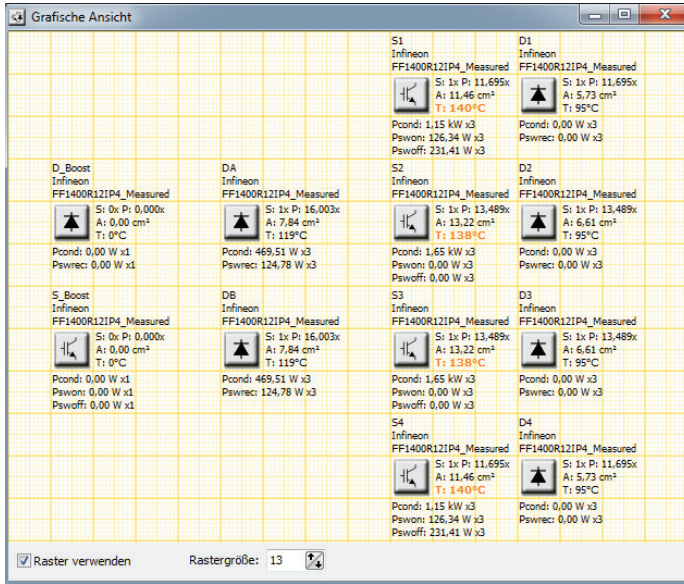 Grafische Ansicht
S1
Infineon
FF1400R12IP4_Measured
S: 1x P: 11,695x
A: 11,46 cm²
T: 140°C
Pcond: 1,15 kW x3
Pswon: 126,34 W x3
Pswoff: 231,41 W x3
D1
Infineon
FF1400R12IP4_Measured
S: 1x P: 11,695x
A: 5,73 cm²
T: 95°C
Pcond: 0,00 W x3
Pswrec: 0,00 W x3
D_Boost
Infineon
FF1400R12IP4_Measured
S: 0x P: 0,000x
A: 0,00 cm²
T: 0°C
Pcond: 0,00 W x1
Pswrec: 0,00 W x1
DA
Infineon
FF1400R12IP4_Measured
S: 1x P: 16,003x
A: 7,84 cm²
T: 119°C
Pcond: 469,51 W x3
Pswrec: 124,78 W x3
S2
Infineon
FF1400R12IP4_Measured
S: 1x P: 13,489x
A: 13,22 cm²
T: 138°C
Pcond: 1,65 kW x3
Pswon: 0,00 W x3
Pswoff: 0,00 W x3
D2
Infineon
FF1400R12IP4_Measured
S: 1x P: 13,489x
A: 6,61 cm²
T: 95°C
Pcond: 0,00 W x3
Pswrec: 0,00 W x3
S_Boost
Infineon
FF1400R12IP4_Measured
S: 0x P: 0,000x
A: 0,00 cm²
T: 0°C
Pcond: 0,00 W x1
Pswon: 0,00 W x1
Pswoff: 0,00 W x1
DB
Infineon
FF1400R12IP4_Measured
S: 1x P: 16,003x
A: 7,84 cm²
T: 119°C
Pcond: 469,51 W x3
Pswrec: 124,78 W x3
S3
Infineon
FF1400R12IP4_Measured
S: 1x P: 13,489x
A: 13,22 cm²
T: 138°C
Pcond: 1,65 kW x3
Pswon: 0,00 W x3
Pswoff: 0,00 W x3
D3
Infineon
FF1400R12IP4_Measured
S: 1x P: 13,489x
A: 6,61 cm²
T: 95°C
Pcond: 0,00 W x3
Pswrec: 0,00 W x3
S4
Infineon
FF1400R12IP4_Measured
S: 1x P: 11,695x
A: 11,46 cm²
T: 140°C
Pcond: 1,15 kW x3
Pswon: 126,34 W x3
Pswoff: 231,41 W x3
D4
Infineon
FF1400R12IP4_Measured
S: 1x P: 11,695x
A: 5,73 cm²
T: 95°C
Pcond: 0,00 W x3
Pswrec: 0,00 W x3
Raster verwenden
Rastergröße: 13